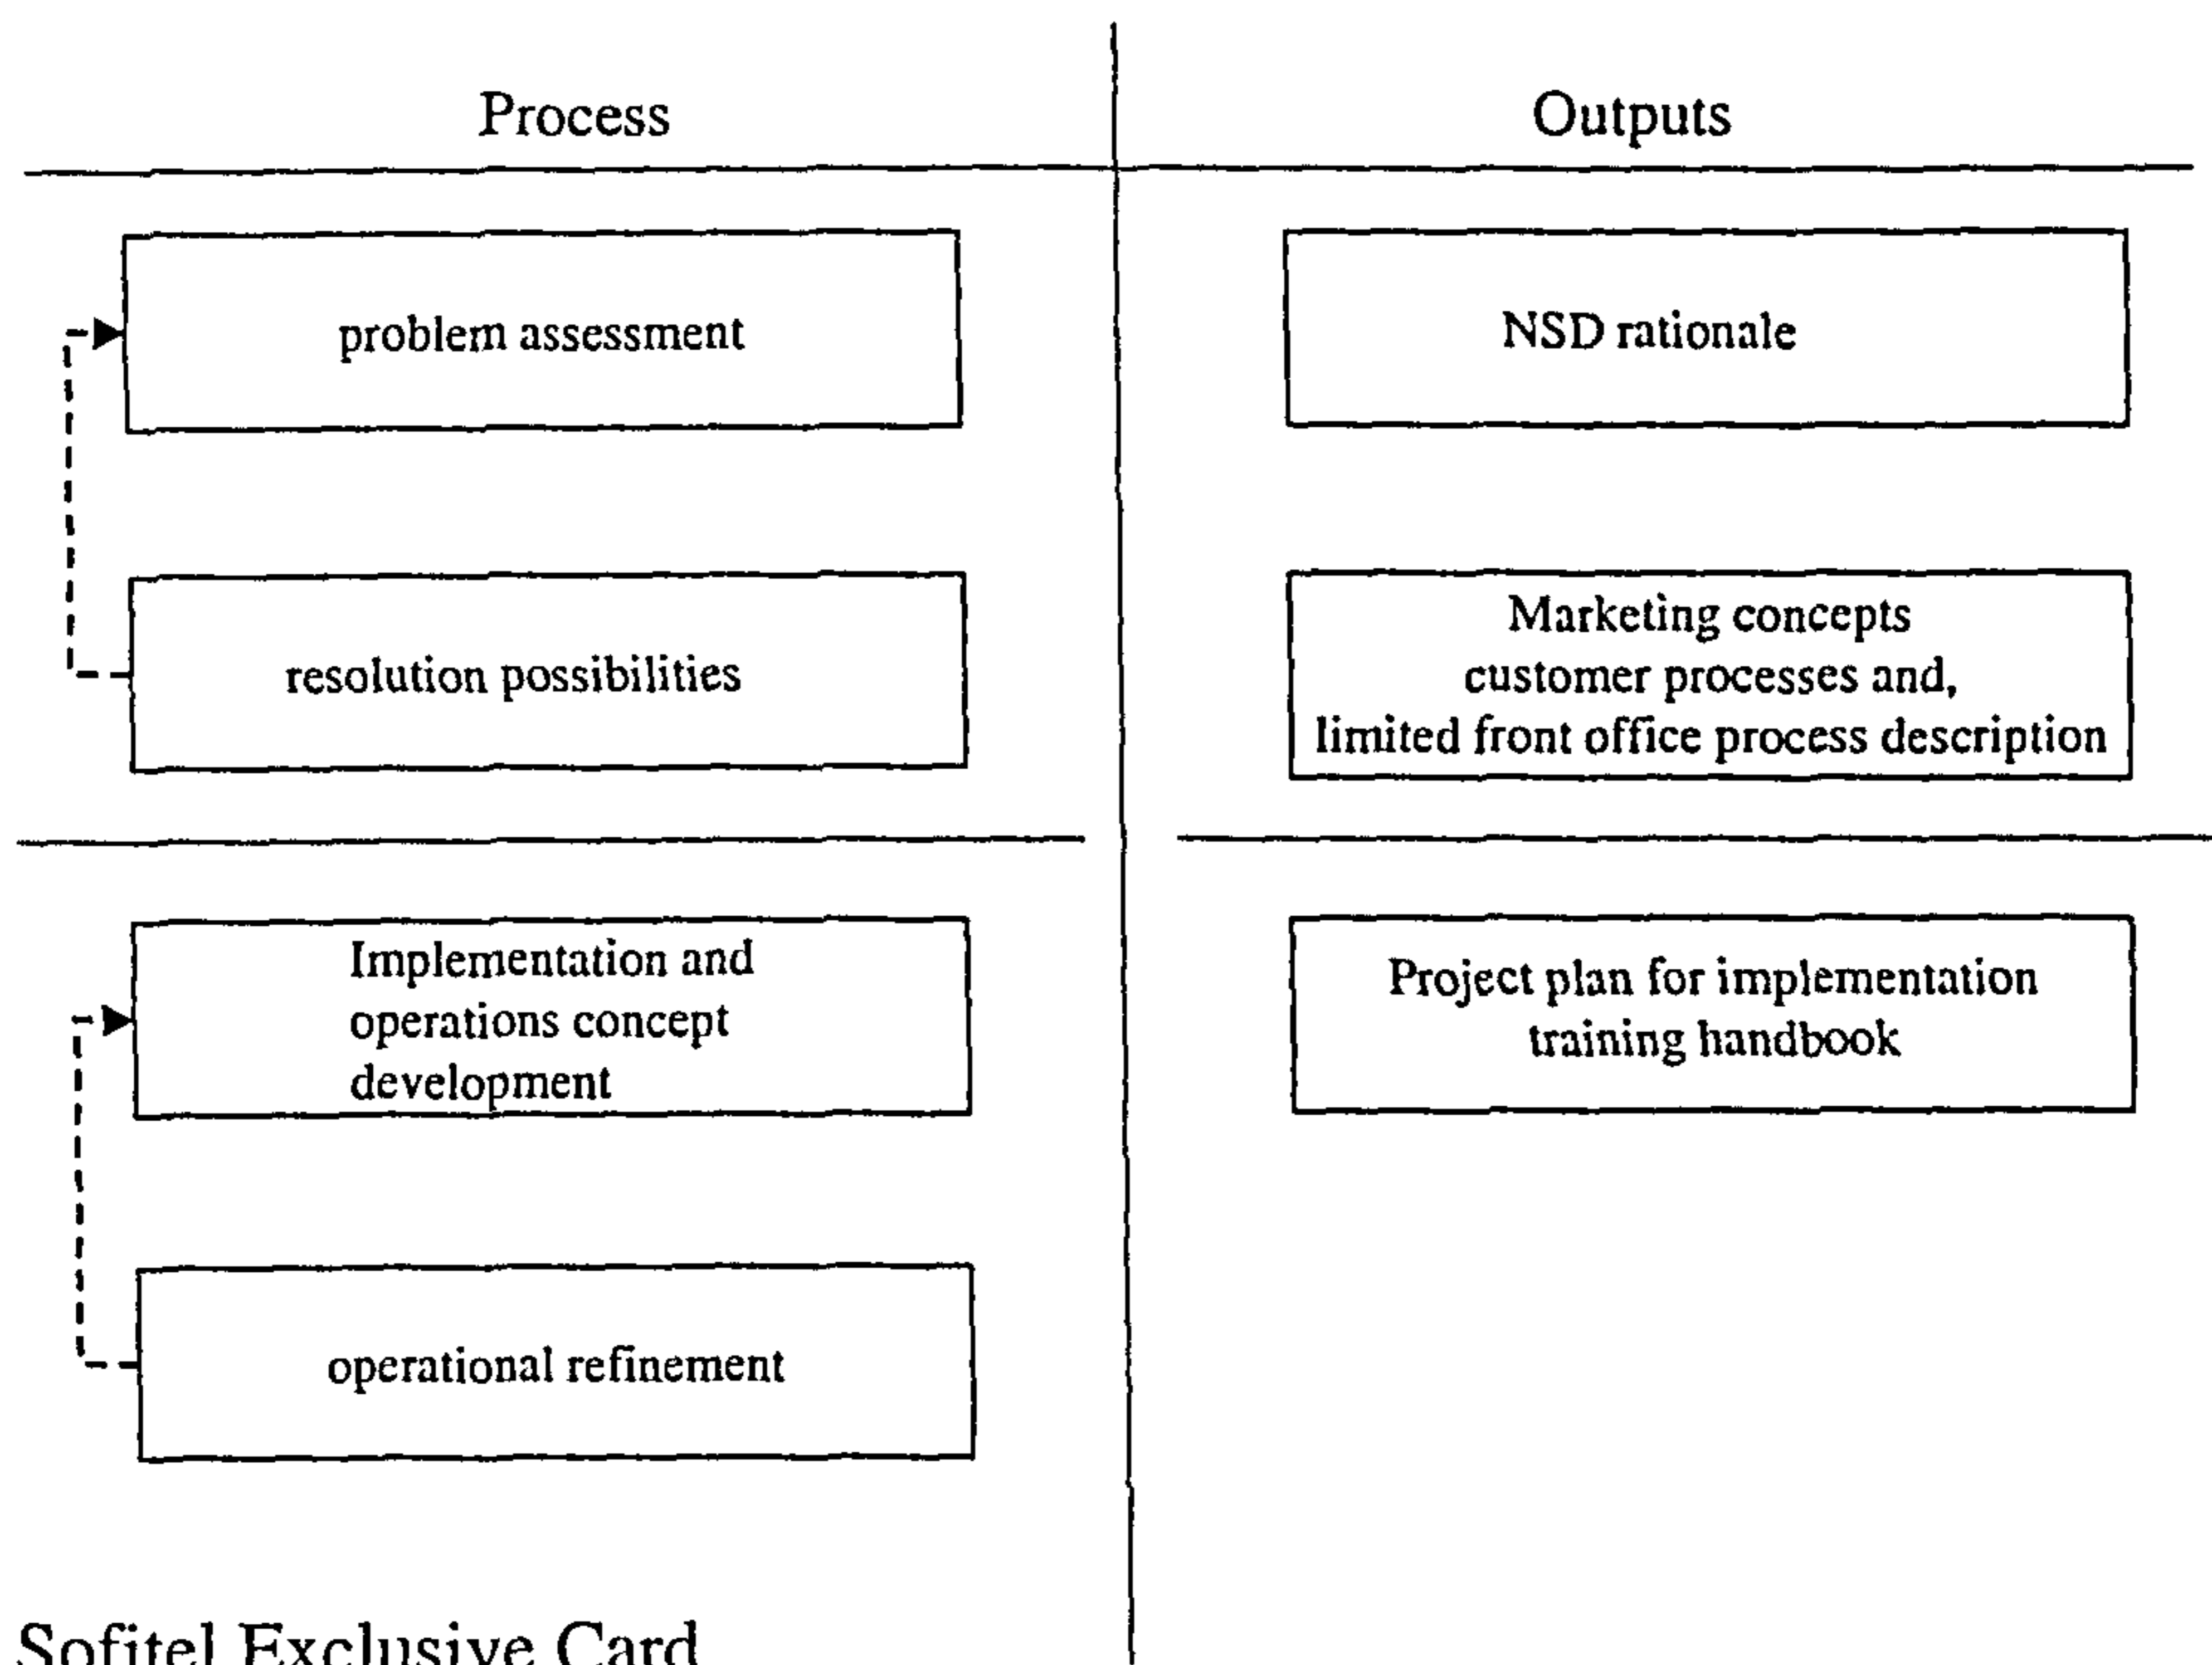 Process
Outputs
problem assessment
NSD rationale
resolution possibilities
Marketing concepts
customer processes and,
limited front office process description
Implementation and
operations concept
development
Project plan for implementation
training handbook
operational refinement
Sofitel Exclusive Card